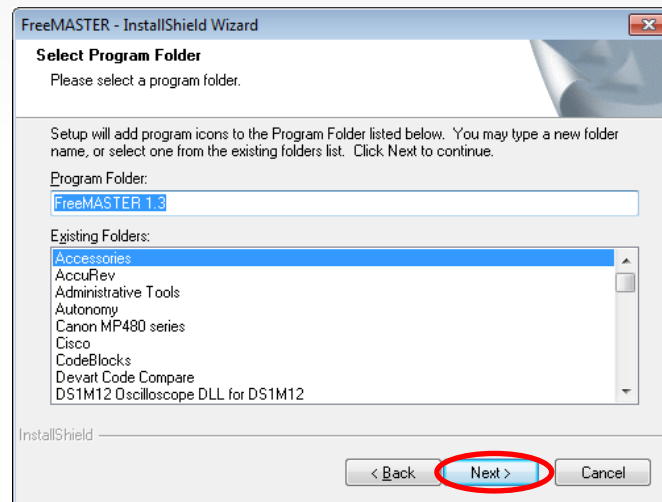 FreeMASTER - InstallShield Wizard
Select Program Folder
Please select a program folder.
Setup will add program icons to the Program Folder listed below.  You may type a new folder
name, or select one from the existing folders list.  Click Next to continue.
Program Folder:
FreeMASTER 1.3
Existing Folders:
Accessories
AccuRev
Administrative Tools
Autonomy
Canon MP480 series
Cisco
CodeBlocks
Devart Code Compare
DS1M12 Oscilloscope DLL for DS1M12
InstallShield
< Back Next > Cancel